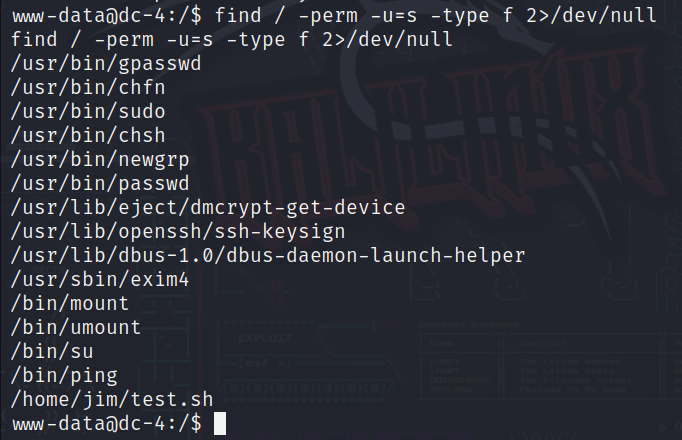 www-data@dc-4:/$ find / -perm -u=s -type f 2>/dev/null
find / -perm -u=s -type f 2>/dev/null
/usr/bin/gpasswd
/usr/bin/chfn
/usr/bin/sudo
/usr/bin/chsh
/usr/bin/newgrp
/usr/bin/passwd
/usr/lib/eject/dmcrypt-get-device
/usr/lib/openssh/ssh-keysign
/usr/lib/dbus-1.0/dbus-daemon-launch-helper
/usr/sbin/exim4
/bin/mount
/bin/umount
/bin/su
/bin/ping
/home/jim/test.sh
www-data@dc-4:/$
KALI LINUX
EXPLOIT